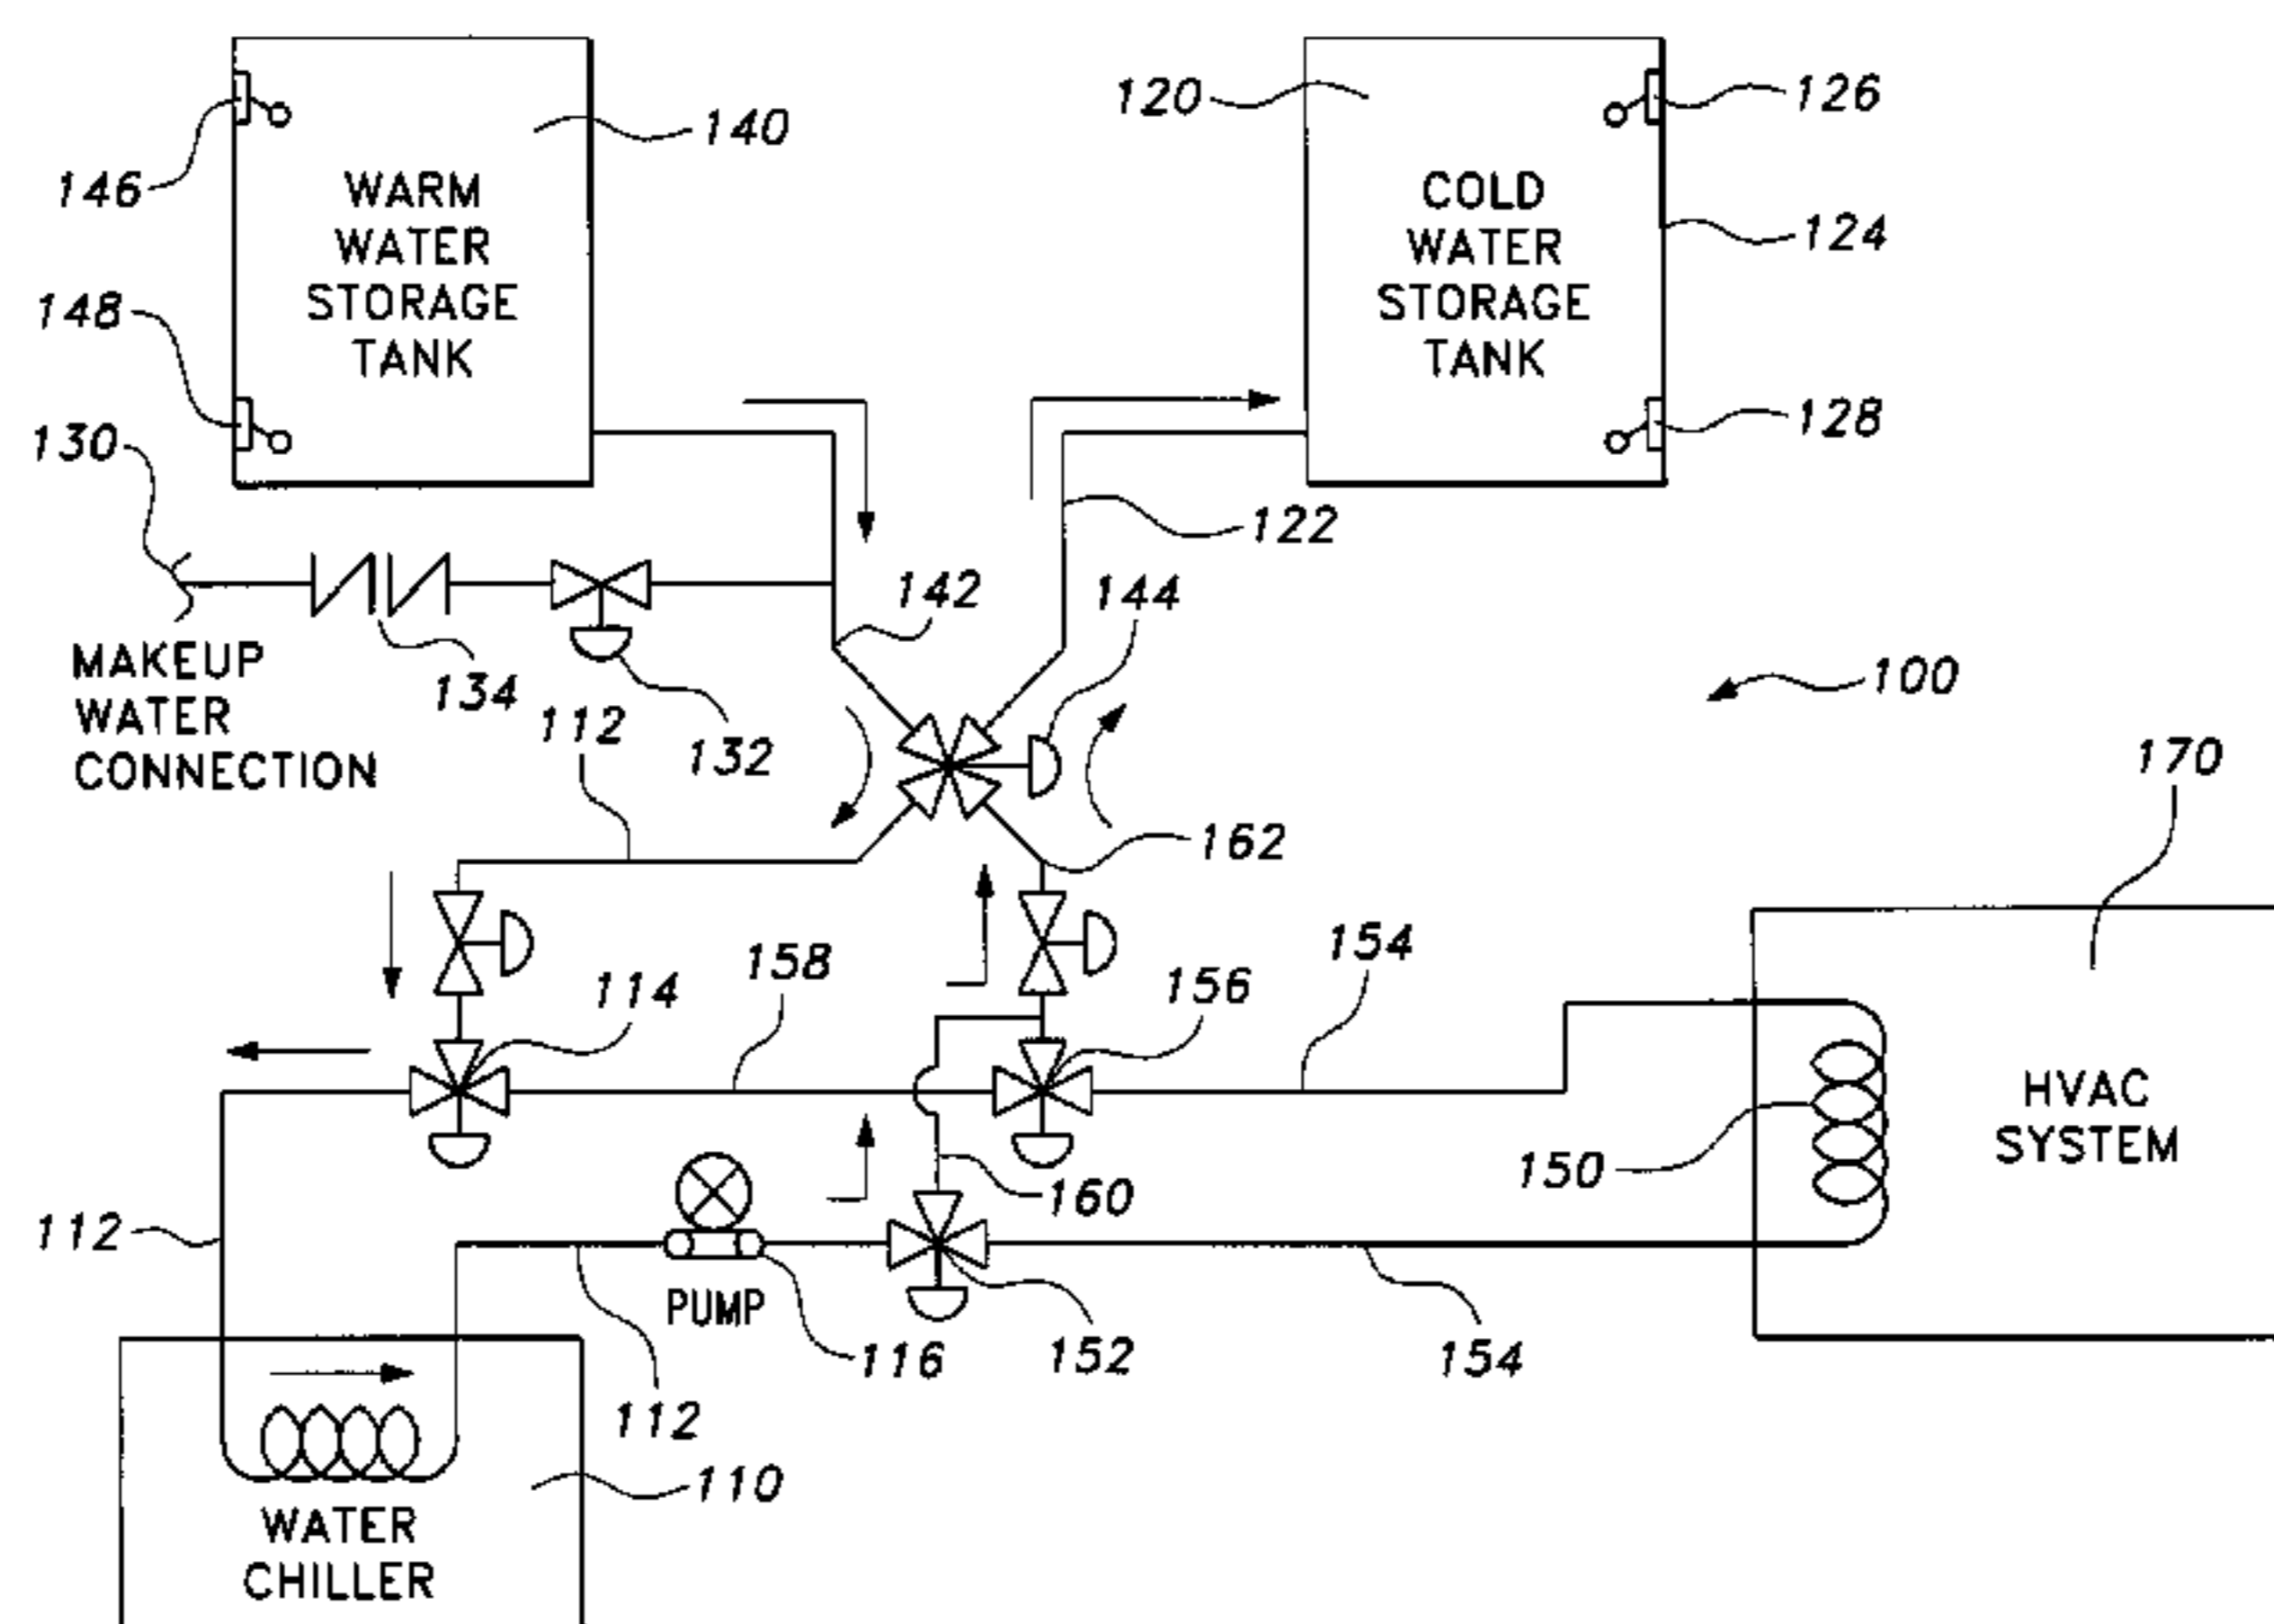 120
126
140
146
WARM
WATER
STORAGE
TANK
COLD
WATER
STORAGE
TANK
124
148
130
128
122
142
144
MAKEUP
WATER
CONNECTION
134
132
112
100
162
170
158
114
156
154
HVAC
SYSTEM
150
160
112
PUMP
116
152
154
112
110
WATER
CHILLER